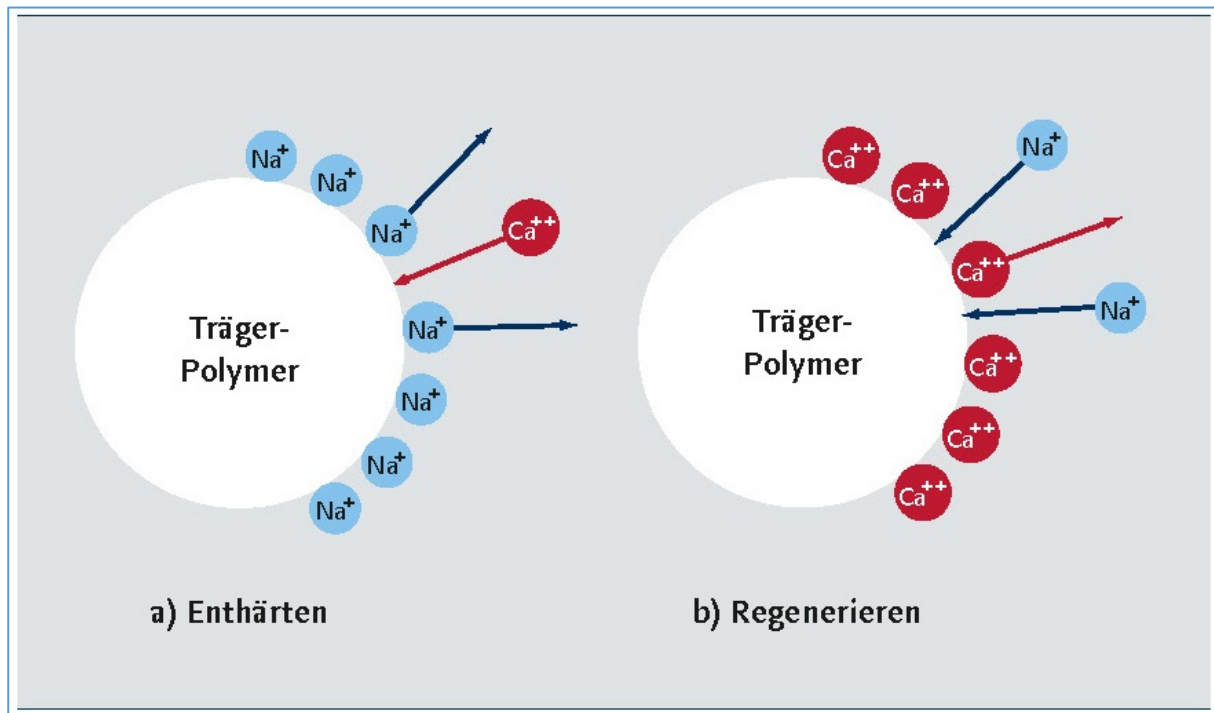 Na+
Na+
Na+
Ca++
Na+
Na+
Na+
Na+
Träger-
Polymer
a) Enthärten
Ca++
Ca++
Na+
Ca++
Na+
Ca++
Ca++
Ca++
Träger-
Polymer
b) Regenerieren